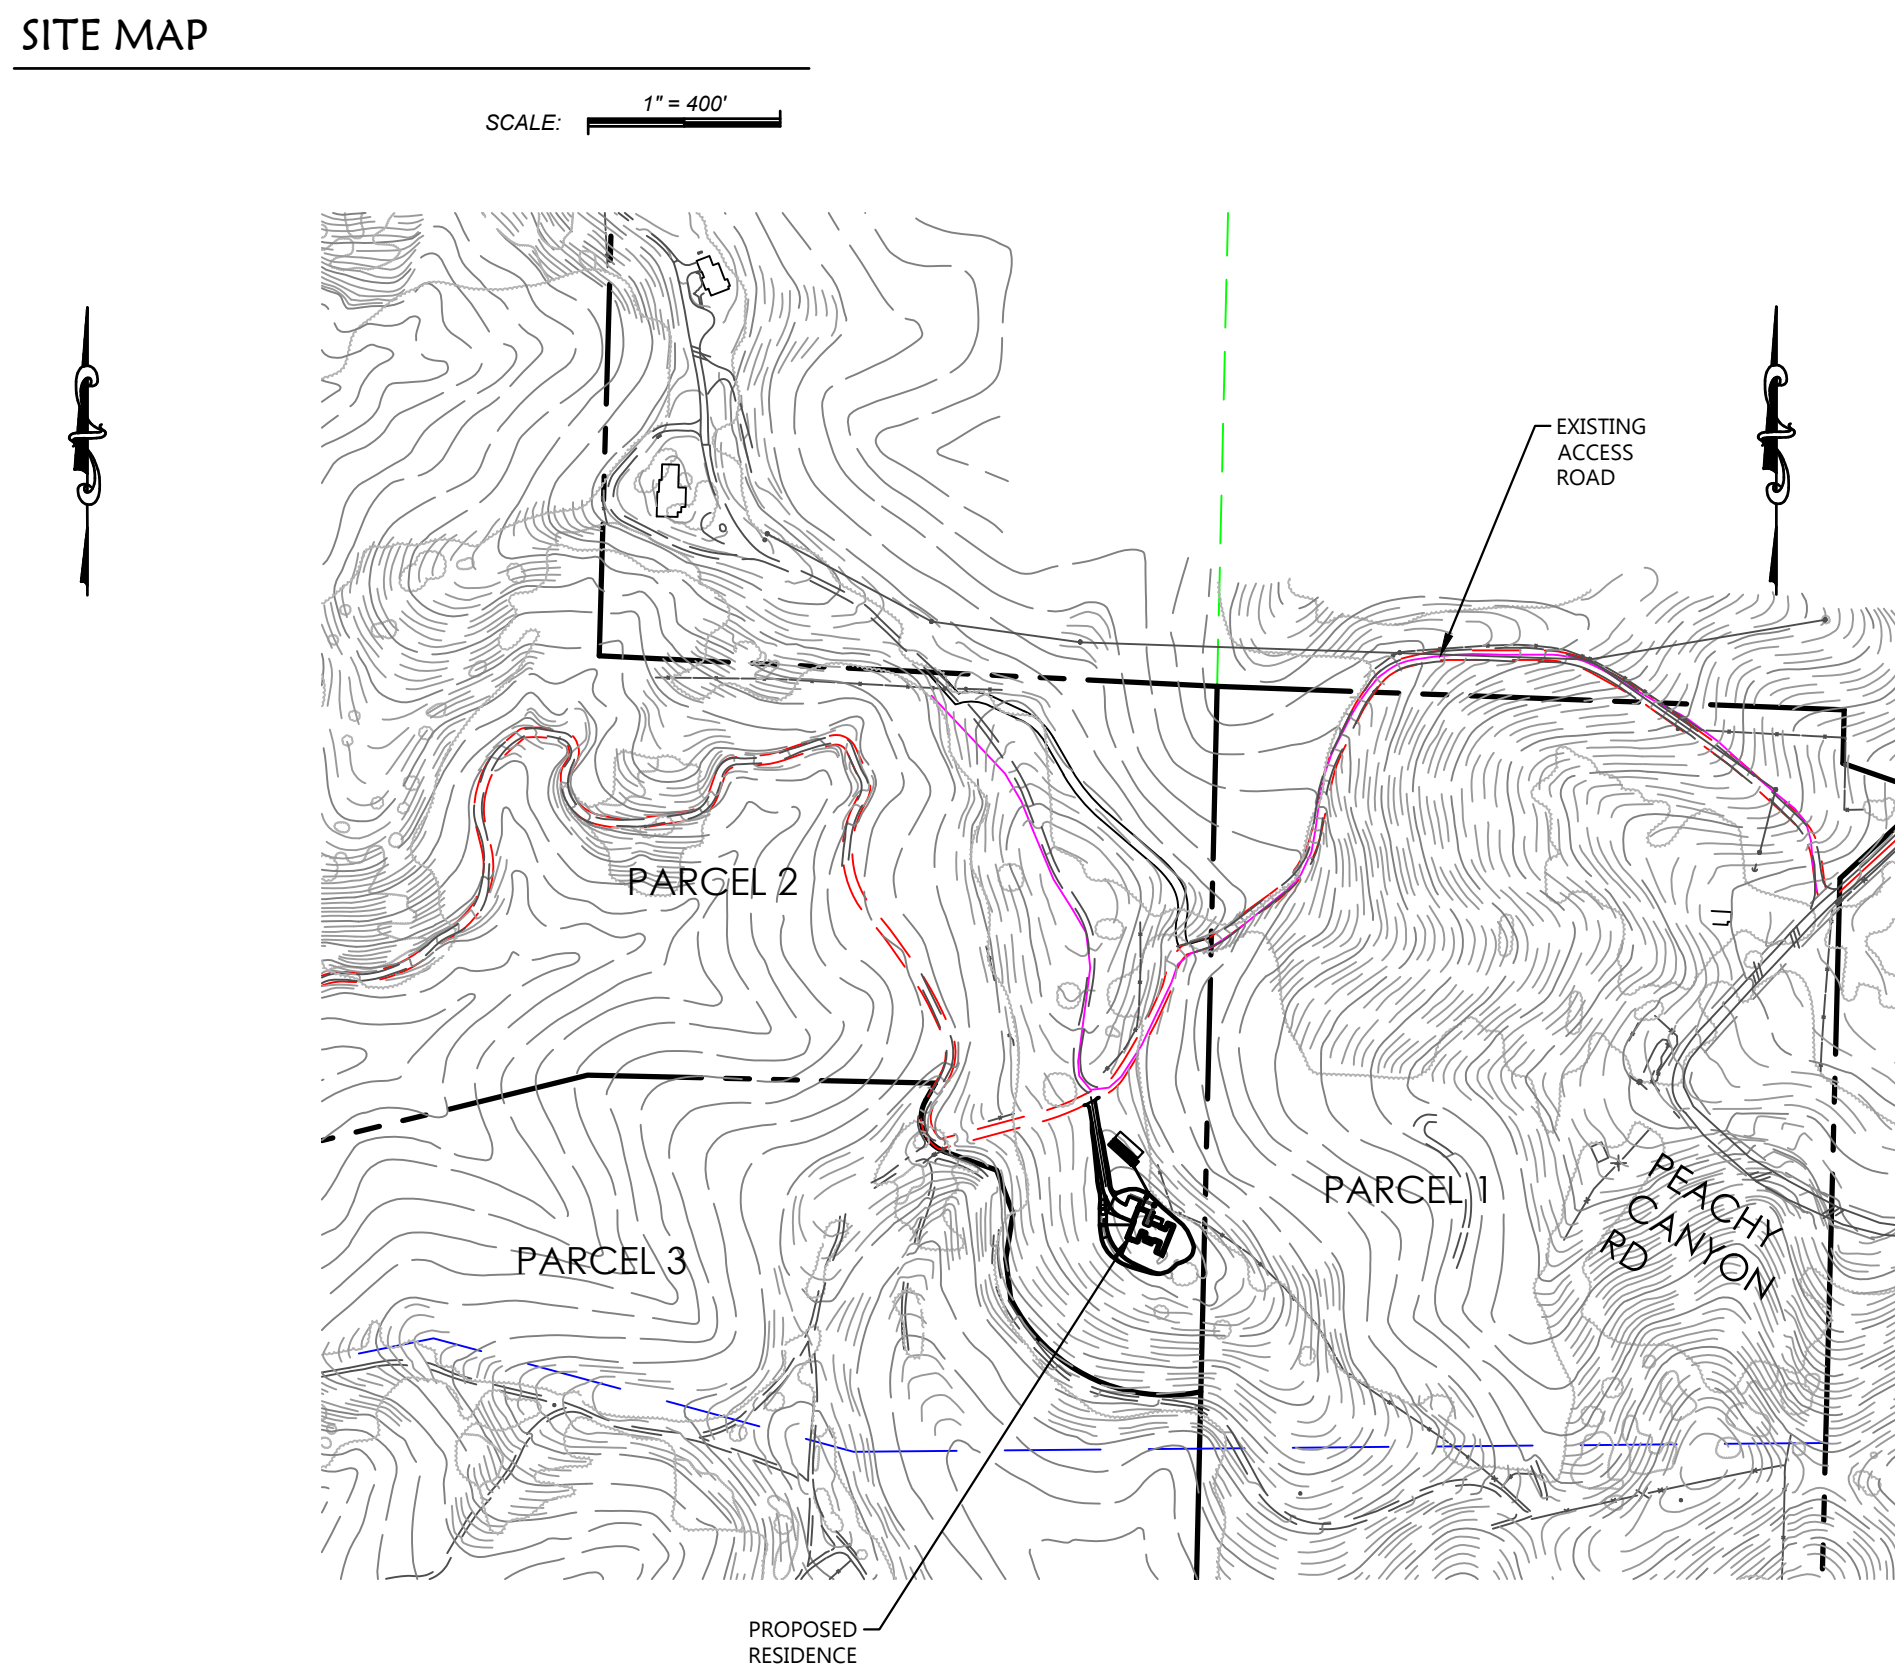 SITE MAP
1" = 400'
SCALE:
EXISTING
ACCESS
ROAD
PARCEL 2
PARCEL 1
PEACHY
CANYON
RD
PARCEL 3
PROPOSED
RESIDENCE